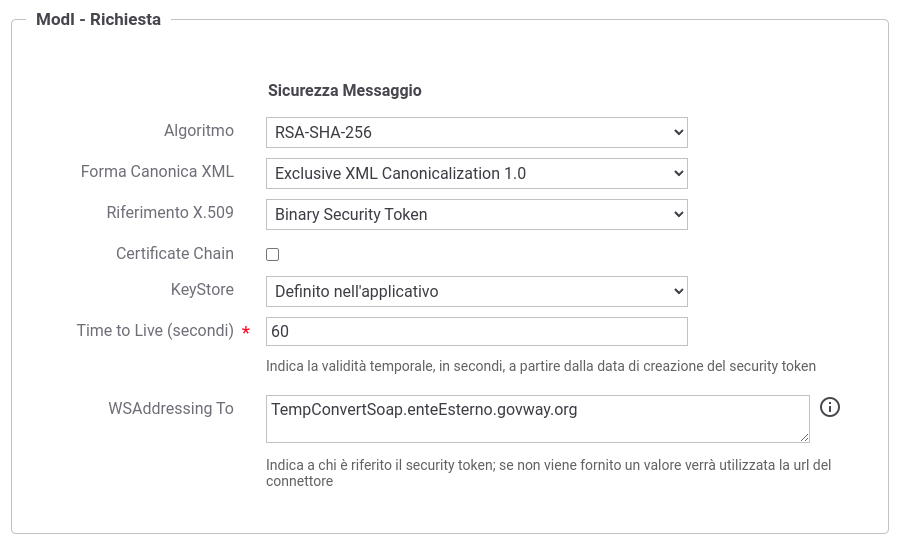 ModI - Richiesta
Sicurezza Messaggio
Algoritmo RSA-SHA-256
Forma Canonica XML Exclusive XML Canonicalization 1.0
Riferimento X.509 Binary Security Token
Certificate Chain
KeyStore Definito nell'applicativo
Time to Live (secondi) * 60
Indica la validità temporale, in secondi, a partire dalla data di creazione del security token
WSAddressing To TempConvertSoap.enteEsterno.govway.org
Indica a chi è riferito il security token; se non viene fornito un valore verrà utilizzata la url del
connettore